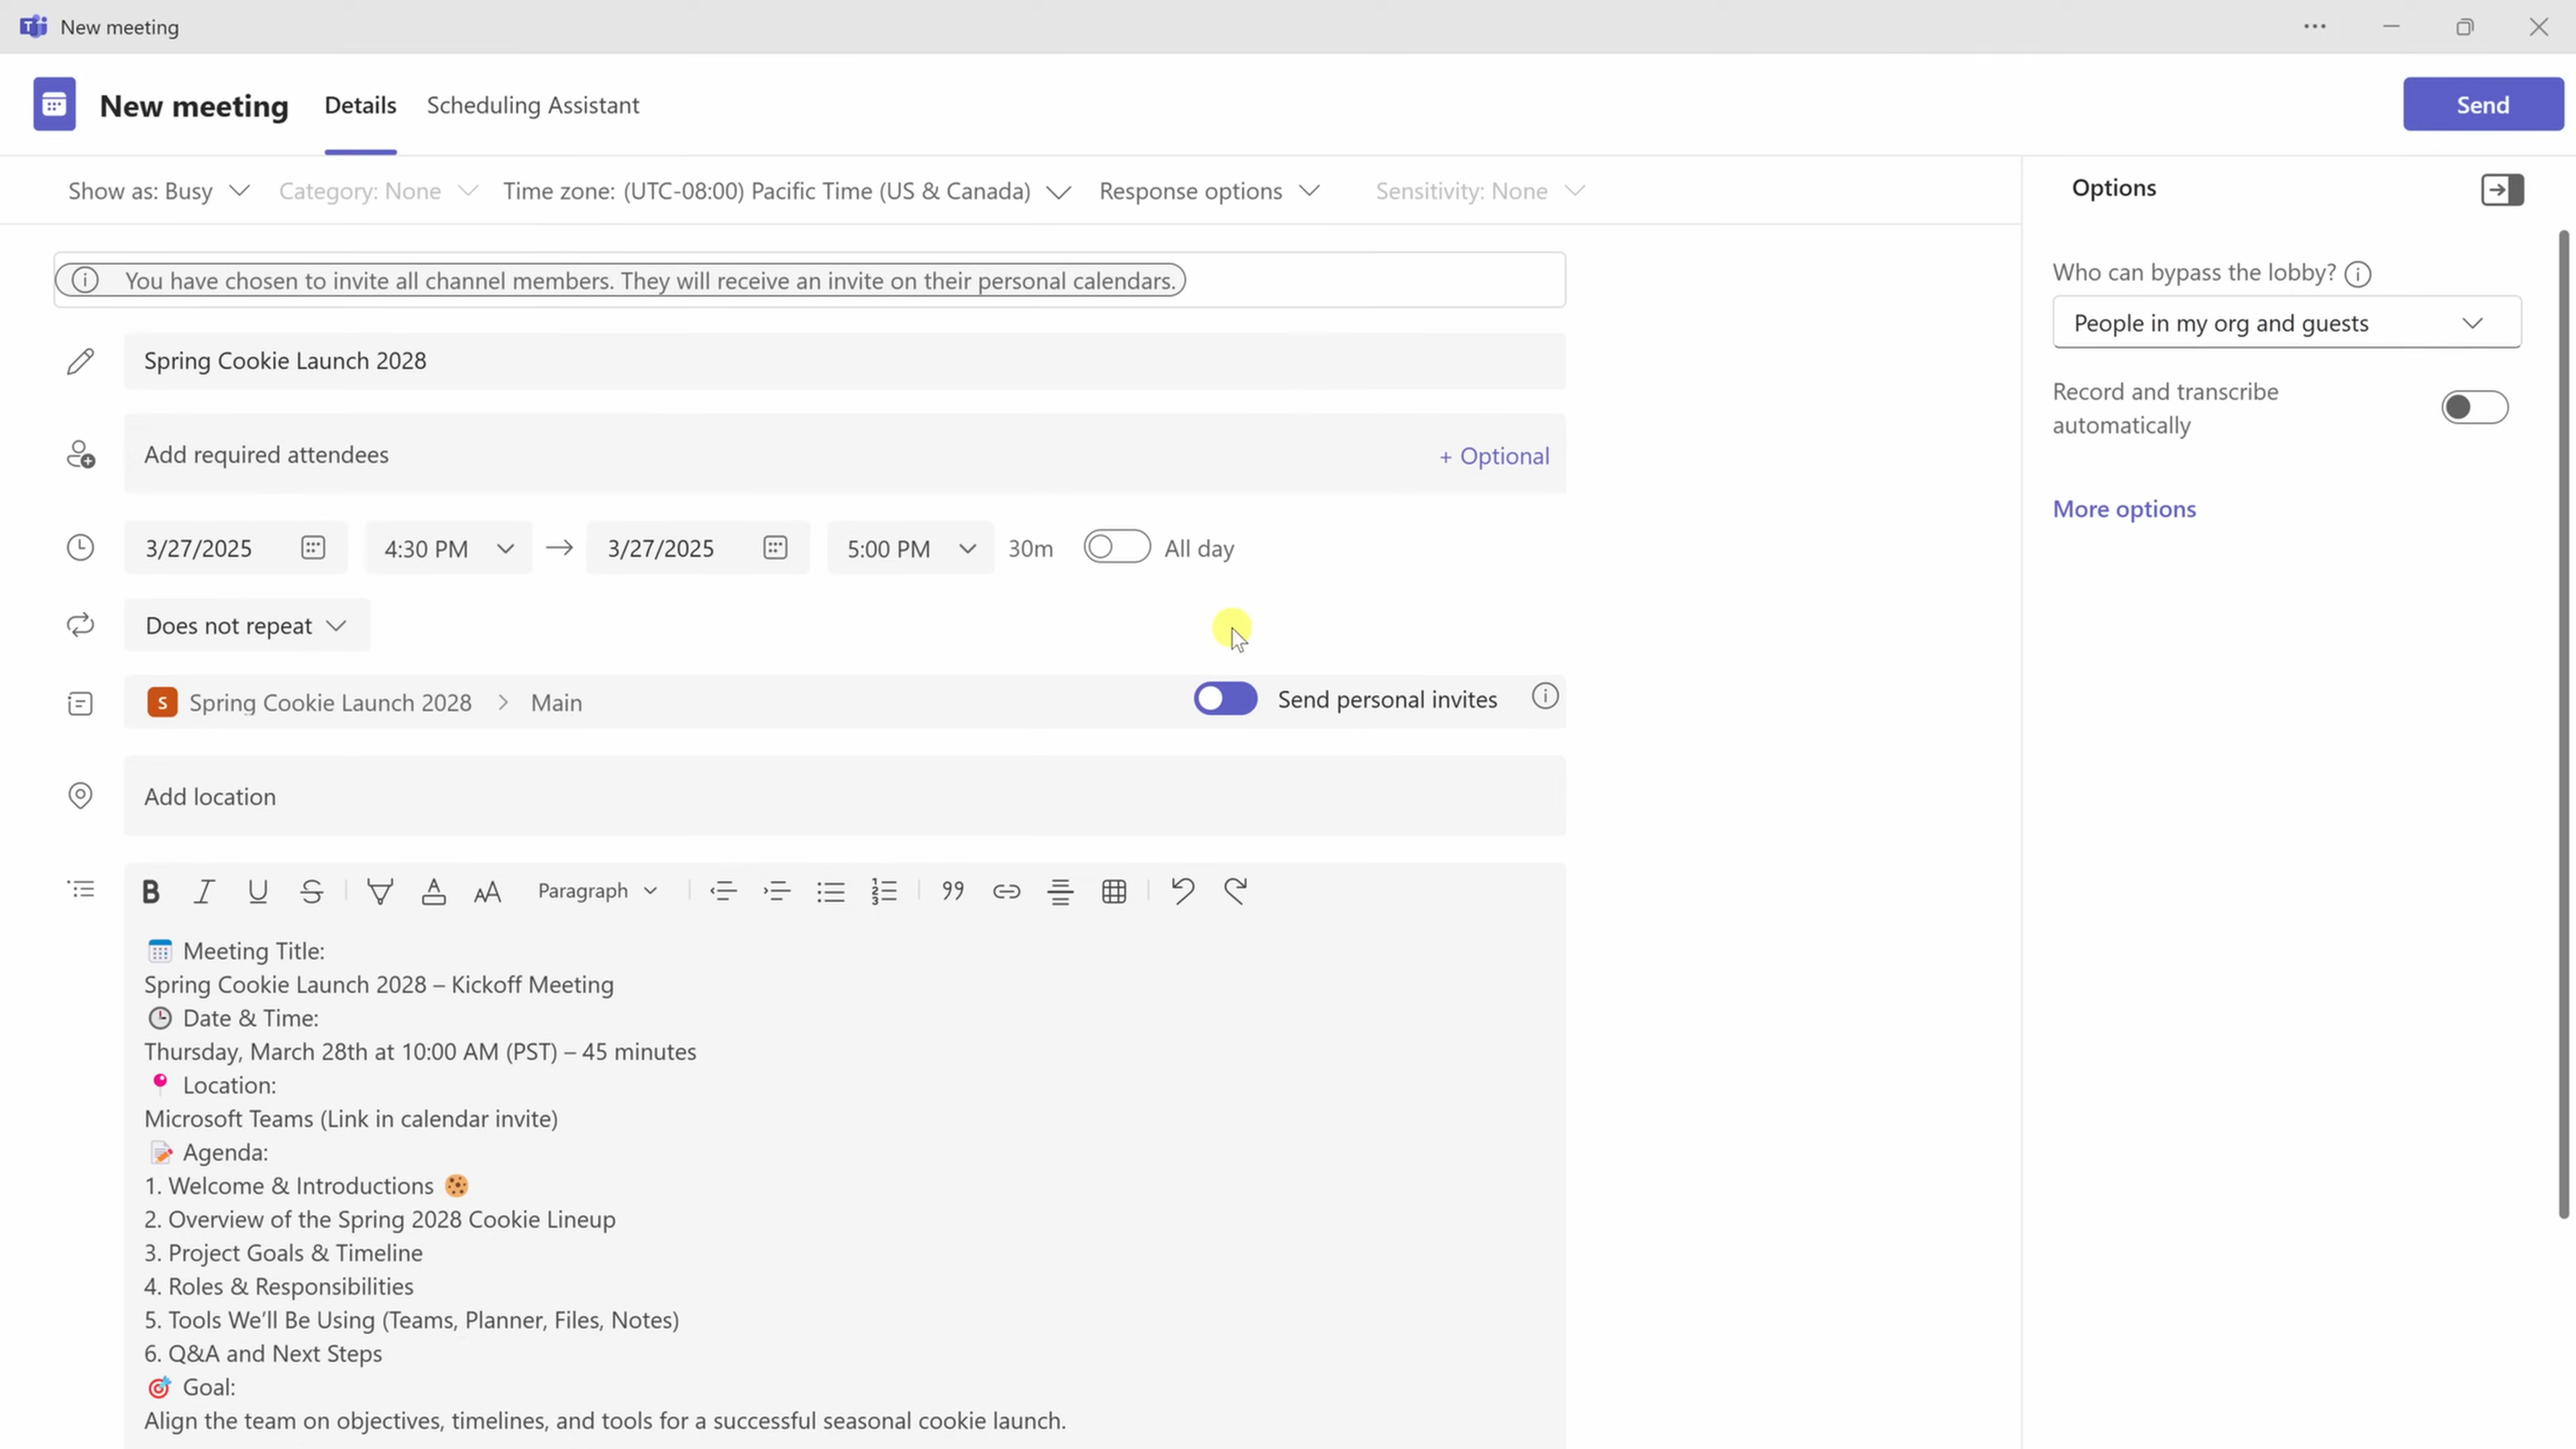 New meeting
New meeting Details Scheduling Assistant Send
Show as: Busy Category: None Time zone: (UTC-08:00) Pacific Time (US & Canada) Response options Sensitivity: None
Options
You have chosen to invite all channel members. They will receive an invite on their personal calendars.
Who can bypass the lobby?
People in my org and guests
Spring Cookie Launch 2028
Record and transcribe
automatically
Add required attendees + Optional
More options
3/27/2025 4:30 PM 3/27/2025 5:00 PM 30m All day
Does not repeat
S Spring Cookie Launch 2028 > Main Send personal invites
Add location
Paragraph
Meeting Title:
Spring Cookie Launch 2028 – Kickoff Meeting
Date & Time:
Thursday, March 28th at 10:00 AM (PST) – 45 minutes
Location:
Microsoft Teams (Link in calendar invite)
Agenda:
1. Welcome & Introductions
2. Overview of the Spring 2028 Cookie Lineup
3. Project Goals & Timeline
4. Roles & Responsibilities
5. Tools We’ll Be Using (Teams, Planner, Files, Notes)
6. Q&A and Next Steps
Goal:
Align the team on objectives, timelines, and tools for a successful seasonal cookie launch.